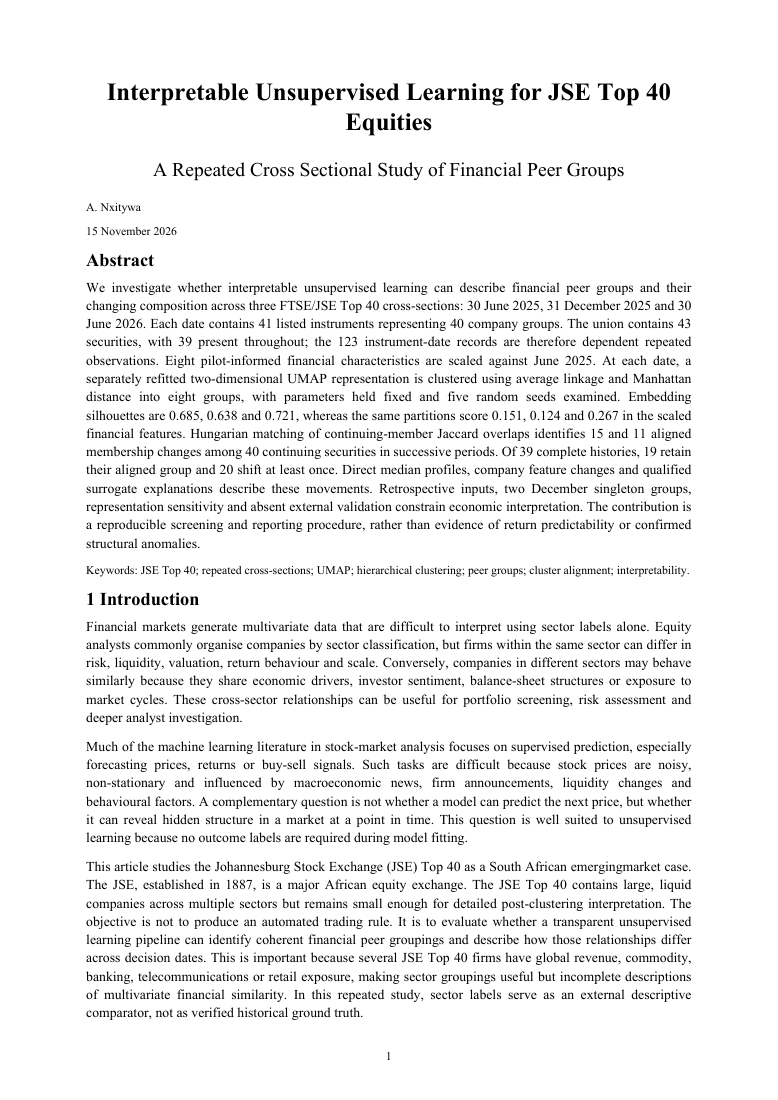 Interpretable Unsupervised Learning for JSE Top 40
Equities
A Repeated Cross Sectional Study of Financial Peer Groups
A. Nxitywa
15 November 2026
Abstract
We investigate whether interpretable unsupervised learning can describe financial peer groups and their
changing composition across three FTSE/JSE Top 40 cross-sections: 30 June 2025, 31 December 2025 and 30
June 2026. Each date contains 41 listed instruments representing 40 company groups. The union contains 43
securities, with 39 present throughout; the 123 instrument-date records are therefore dependent repeated
observations. Eight pilot-informed financial characteristics are scaled against June 2025. At each date, a
separately refitted two-dimensional UMAP representation is clustered using average linkage and Manhattan
distance into eight groups, with parameters held fixed and five random seeds examined. Embedding
silhouettes are 0.685, 0.638 and 0.721, whereas the same partitions score 0.151, 0.124 and 0.267 in the scaled
financial features. Hungarian matching of continuing-member Jaccard overlaps identifies 15 and 11 aligned
membership changes among 40 continuing securities in successive periods. Of 39 complete histories, 19 retain
their aligned group and 20 shift at least once. Direct median profiles, company feature changes and qualified
surrogate explanations describe these movements. Retrospective inputs, two December singleton groups,
representation sensitivity and absent external validation constrain economic interpretation. The contribution is
a reproducible screening and reporting procedure, rather than evidence of return predictability or confirmed
structural anomalies.
Keywords: JSE Top 40; repeated cross-sections; UMAP; hierarchical clustering; peer groups; cluster alignment; interpretability.
1 Introduction
Financial markets generate multivariate data that are difficult to interpret using sector labels alone. Equity
analysts commonly organise companies by sector classification, but firms within the same sector can differ in
risk, liquidity, valuation, return behaviour and scale. Conversely, companies in different sectors may behave
similarly because they share economic drivers, investor sentiment, balance-sheet structures or exposure to
market cycles. These cross-sector relationships can be useful for portfolio screening, risk assessment and
deeper analyst investigation.
Much of the machine learning literature in stock-market analysis focuses on supervised prediction, especially
forecasting prices, returns or buy-sell signals. Such tasks are difficult because stock prices are noisy,
non-stationary and influenced by macroeconomic news, firm announcements, liquidity changes and
behavioural factors. A complementary question is not whether a model can predict the next price, but whether
it can reveal hidden structure in a market at a point in time. This question is well suited to unsupervised
learning because no outcome labels are required during model fitting.
This article studies the Johannesburg Stock Exchange (JSE) Top 40 as a South African emergingmarket case.
The JSE, established in 1887, is a major African equity exchange. The JSE Top 40 contains large, liquid
companies across multiple sectors but remains small enough for detailed post-clustering interpretation. The
objective is not to produce an automated trading rule. It is to evaluate whether a transparent unsupervised
learning pipeline can identify coherent financial peer groupings and describe how those relationships differ
across decision dates. This is important because several JSE Top 40 firms have global revenue, commodity,
banking, telecommunications or retail exposure, making sector groupings useful but incomplete descriptions
of multivariate financial similarity. In this repeated study, sector labels serve as an external descriptive
comparator, not as verified historical ground truth.
1